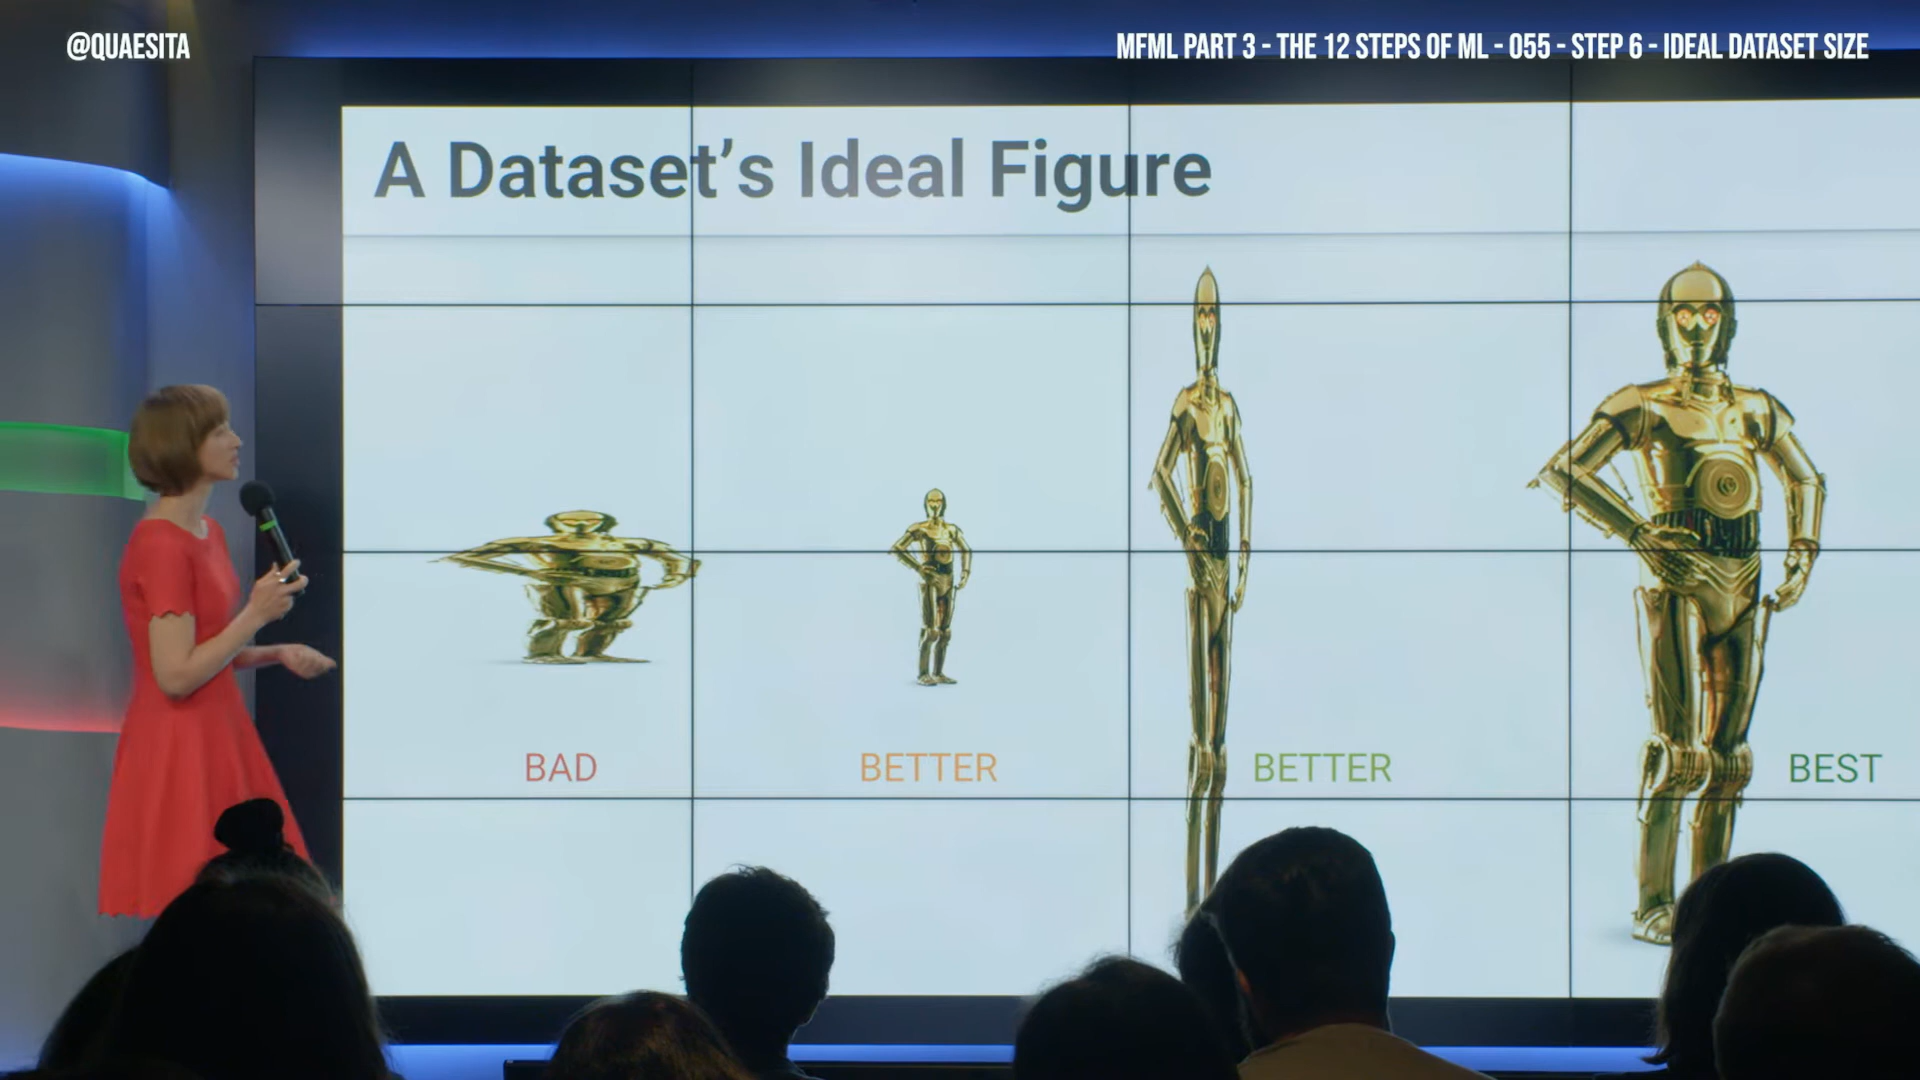 @QUAESITA
MFML PART 3 - THE 12 STEPS OF ML - 055 - STEP 6 - IDEAL DATASET SIZE
A Dataset's Ideal Figure
BAD
BETTER
BETTER
BEST